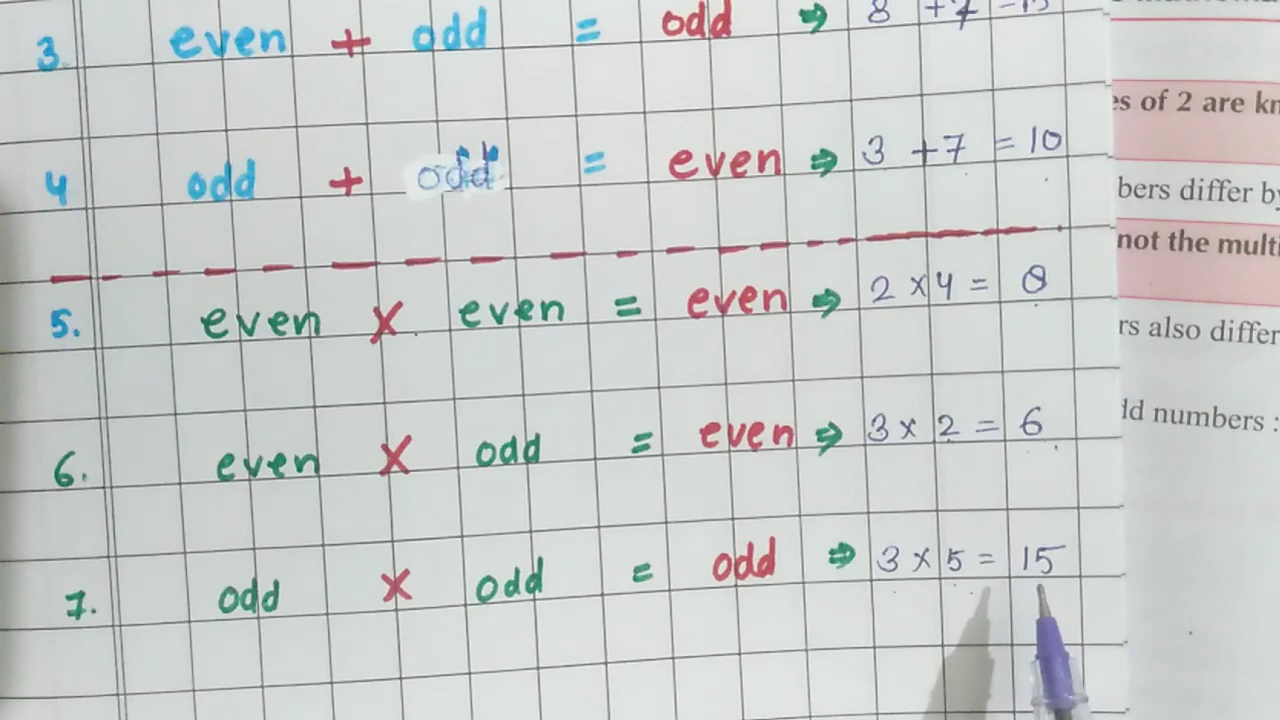 3. even + odd = odd ⇒ 8 + 7 = 15
4 odd + odd = even ⇒ 3 + 7 = 10
5. even × even = even ⇒ 2 × 4 = 8
6. even × odd = even ⇒ 3 × 2 = 6
7. odd × odd = odd ⇒ 3 × 5 = 15
es of 2 are kn
bers differ by
not the multi
rs also differ
dd numbers :